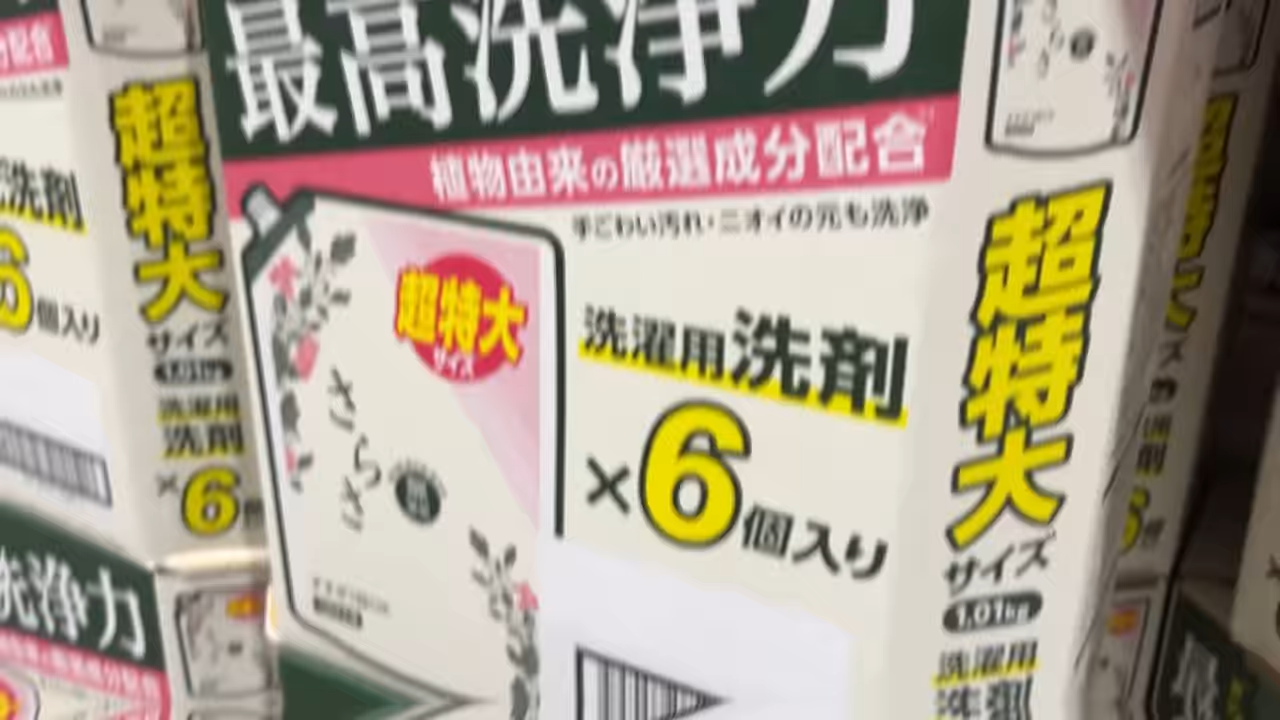 最高洗浄力
植物由来の厳選成分配合
手ごわい汚れ・ニオイの元も洗浄
超特大
サイズ
さらさ
洗濯用洗剤
×6個入り
超特大
サイズ
1.01kg
洗濯用
洗剤
超特大
サイズ
洗濯用
洗剤
×6
洗剤
6個入り
洗浄力